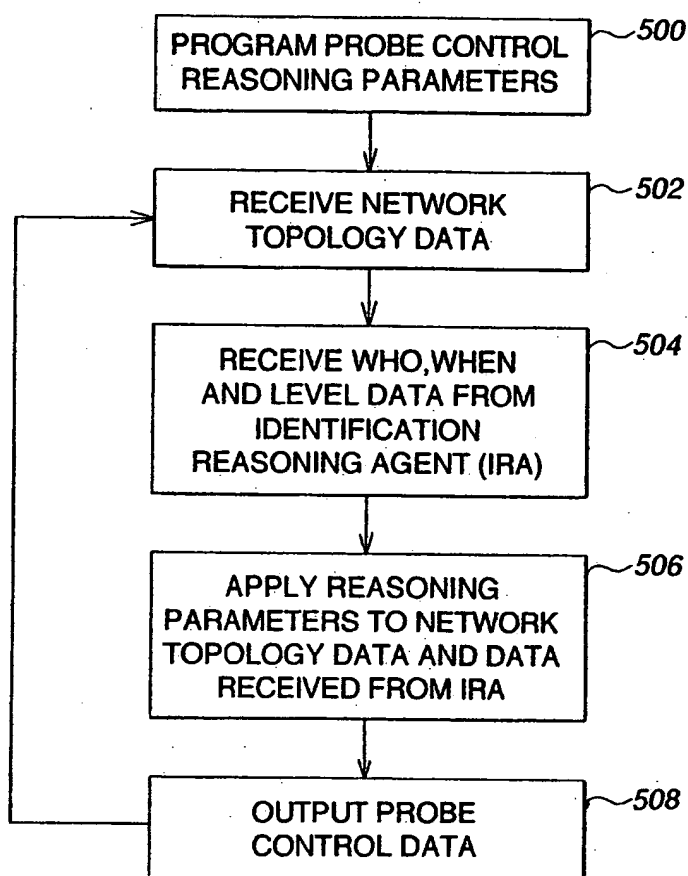 PROGRAM PROBE CONTROL
REASONING PARAMETERS
500
RECEIVE NETWORK
TOPOLOGY DATA
502
RECEIVE WHO,WHEN
AND LEVEL DATA FROM
IDENTIFICATION
REASONING AGENT (IRA)
504
APPLY REASONING
PARAMETERS TO NETWORK
TOPOLOGY DATA AND DATA
RECEIVED FROM IRA
506
OUTPUT PROBE
CONTROL DATA
508